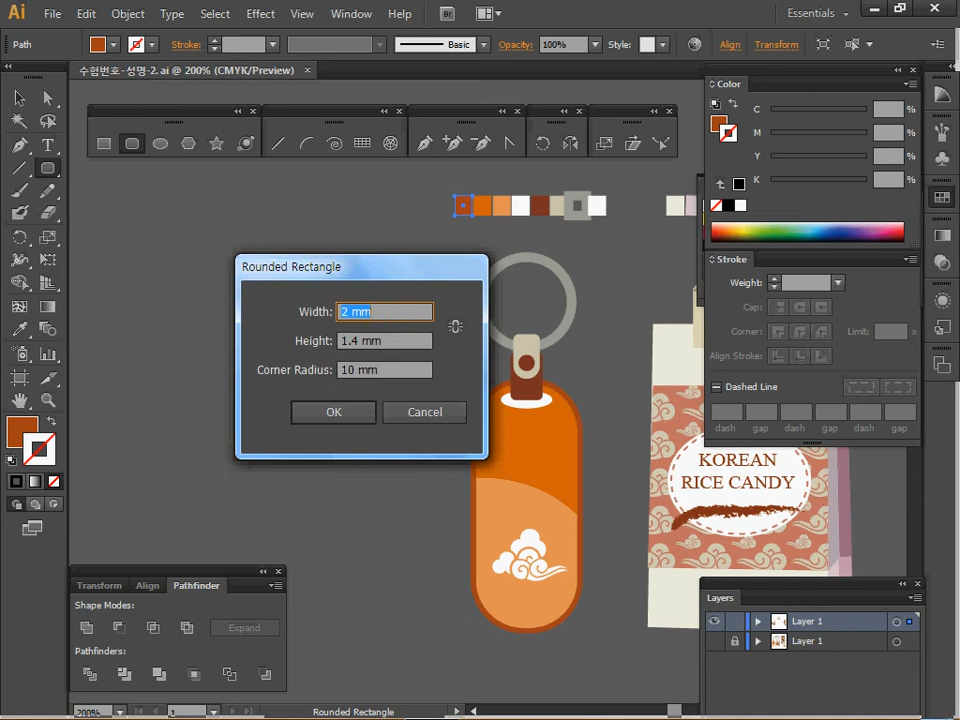 Ai File Edit Object Type Select Effect View Window Help Br Essentials
Path Stroke: Basic Opacity: 100% Style: Align Transform
수험번호-성명-2.ai @ 200% (CMYK/Preview) ×
Color
C %
M %
Y %
K %
Rounded Rectangle
Width: 2 mm
Height: 1.4 mm
Corner Radius: 10 mm
OK Cancel
Stroke
Weight:
Cap:
Corner: Limit:
Align Stroke:
Dashed Line
dash gap dash gap dash gap
KOREAN
RICE CANDY
Transform Align Pathfinder
Shape Modes:
Expand
Pathfinders:
Layers
Layer 1
Layer 1
200% 1 Rounded Rectangle